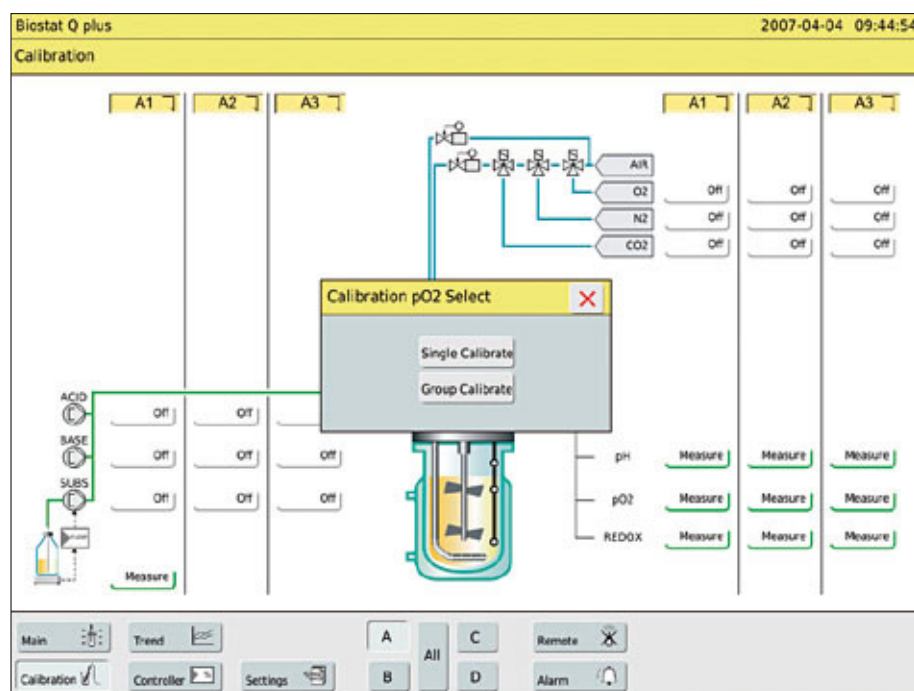 Biostat Q plus 2007-04-04 09:44:54
Calibration
A1 A2 A3 A1 A2 A3
AIR
O2 Off Off Off
N2 Off Off Off
CO2 Off Off Off
Calibration pO2 Select
Single Calibrate
Group Calibrate
ACID Off Off Off
BASE Off Off Off
pH Measure Measure Measure
SUBS Off Off Off
pO2 Measure Measure Measure
REDOX Measure Measure Measure
Measure
Main Trend A All C Remote
Calibration Controller Settings B D Alarm